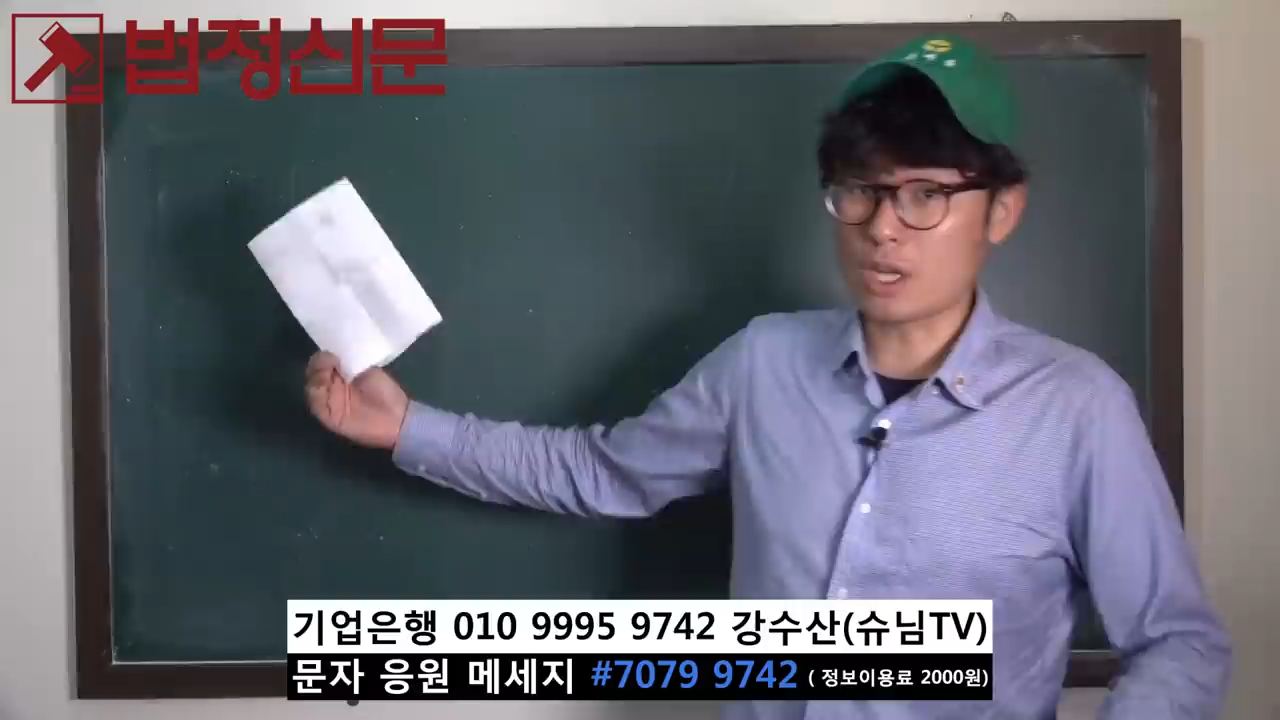 법정신문
기업은행 010 9995 9742 강수산(슈님TV)
문자 응원 메세지 #7079 9742 ( 정보이용료 2000원)